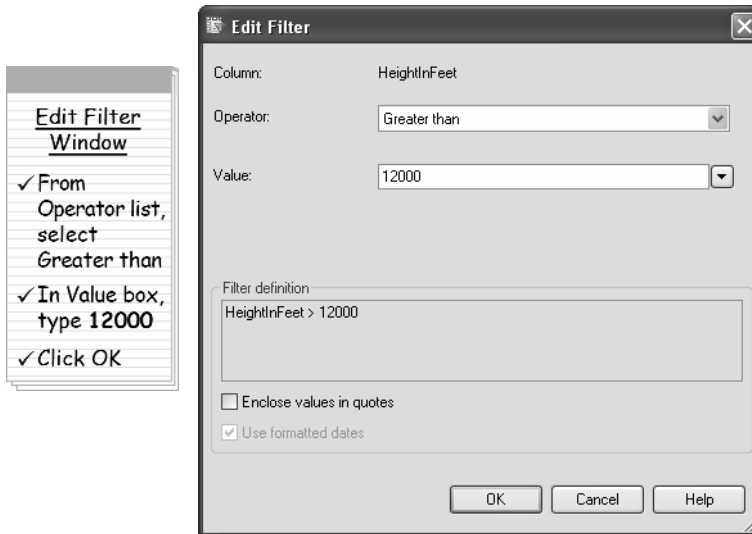 Edit Filter
Window
✓ From
Operator list,
select
Greater than
✓ In Value box,
type 12000
✓ Click OK
Edit Filter
Column: HeightInFeet
Operator: Greater than
Value: 12000
Filter definition
HeightInFeet > 12000
Enclose values in quotes
Use formatted dates
OK Cancel Help